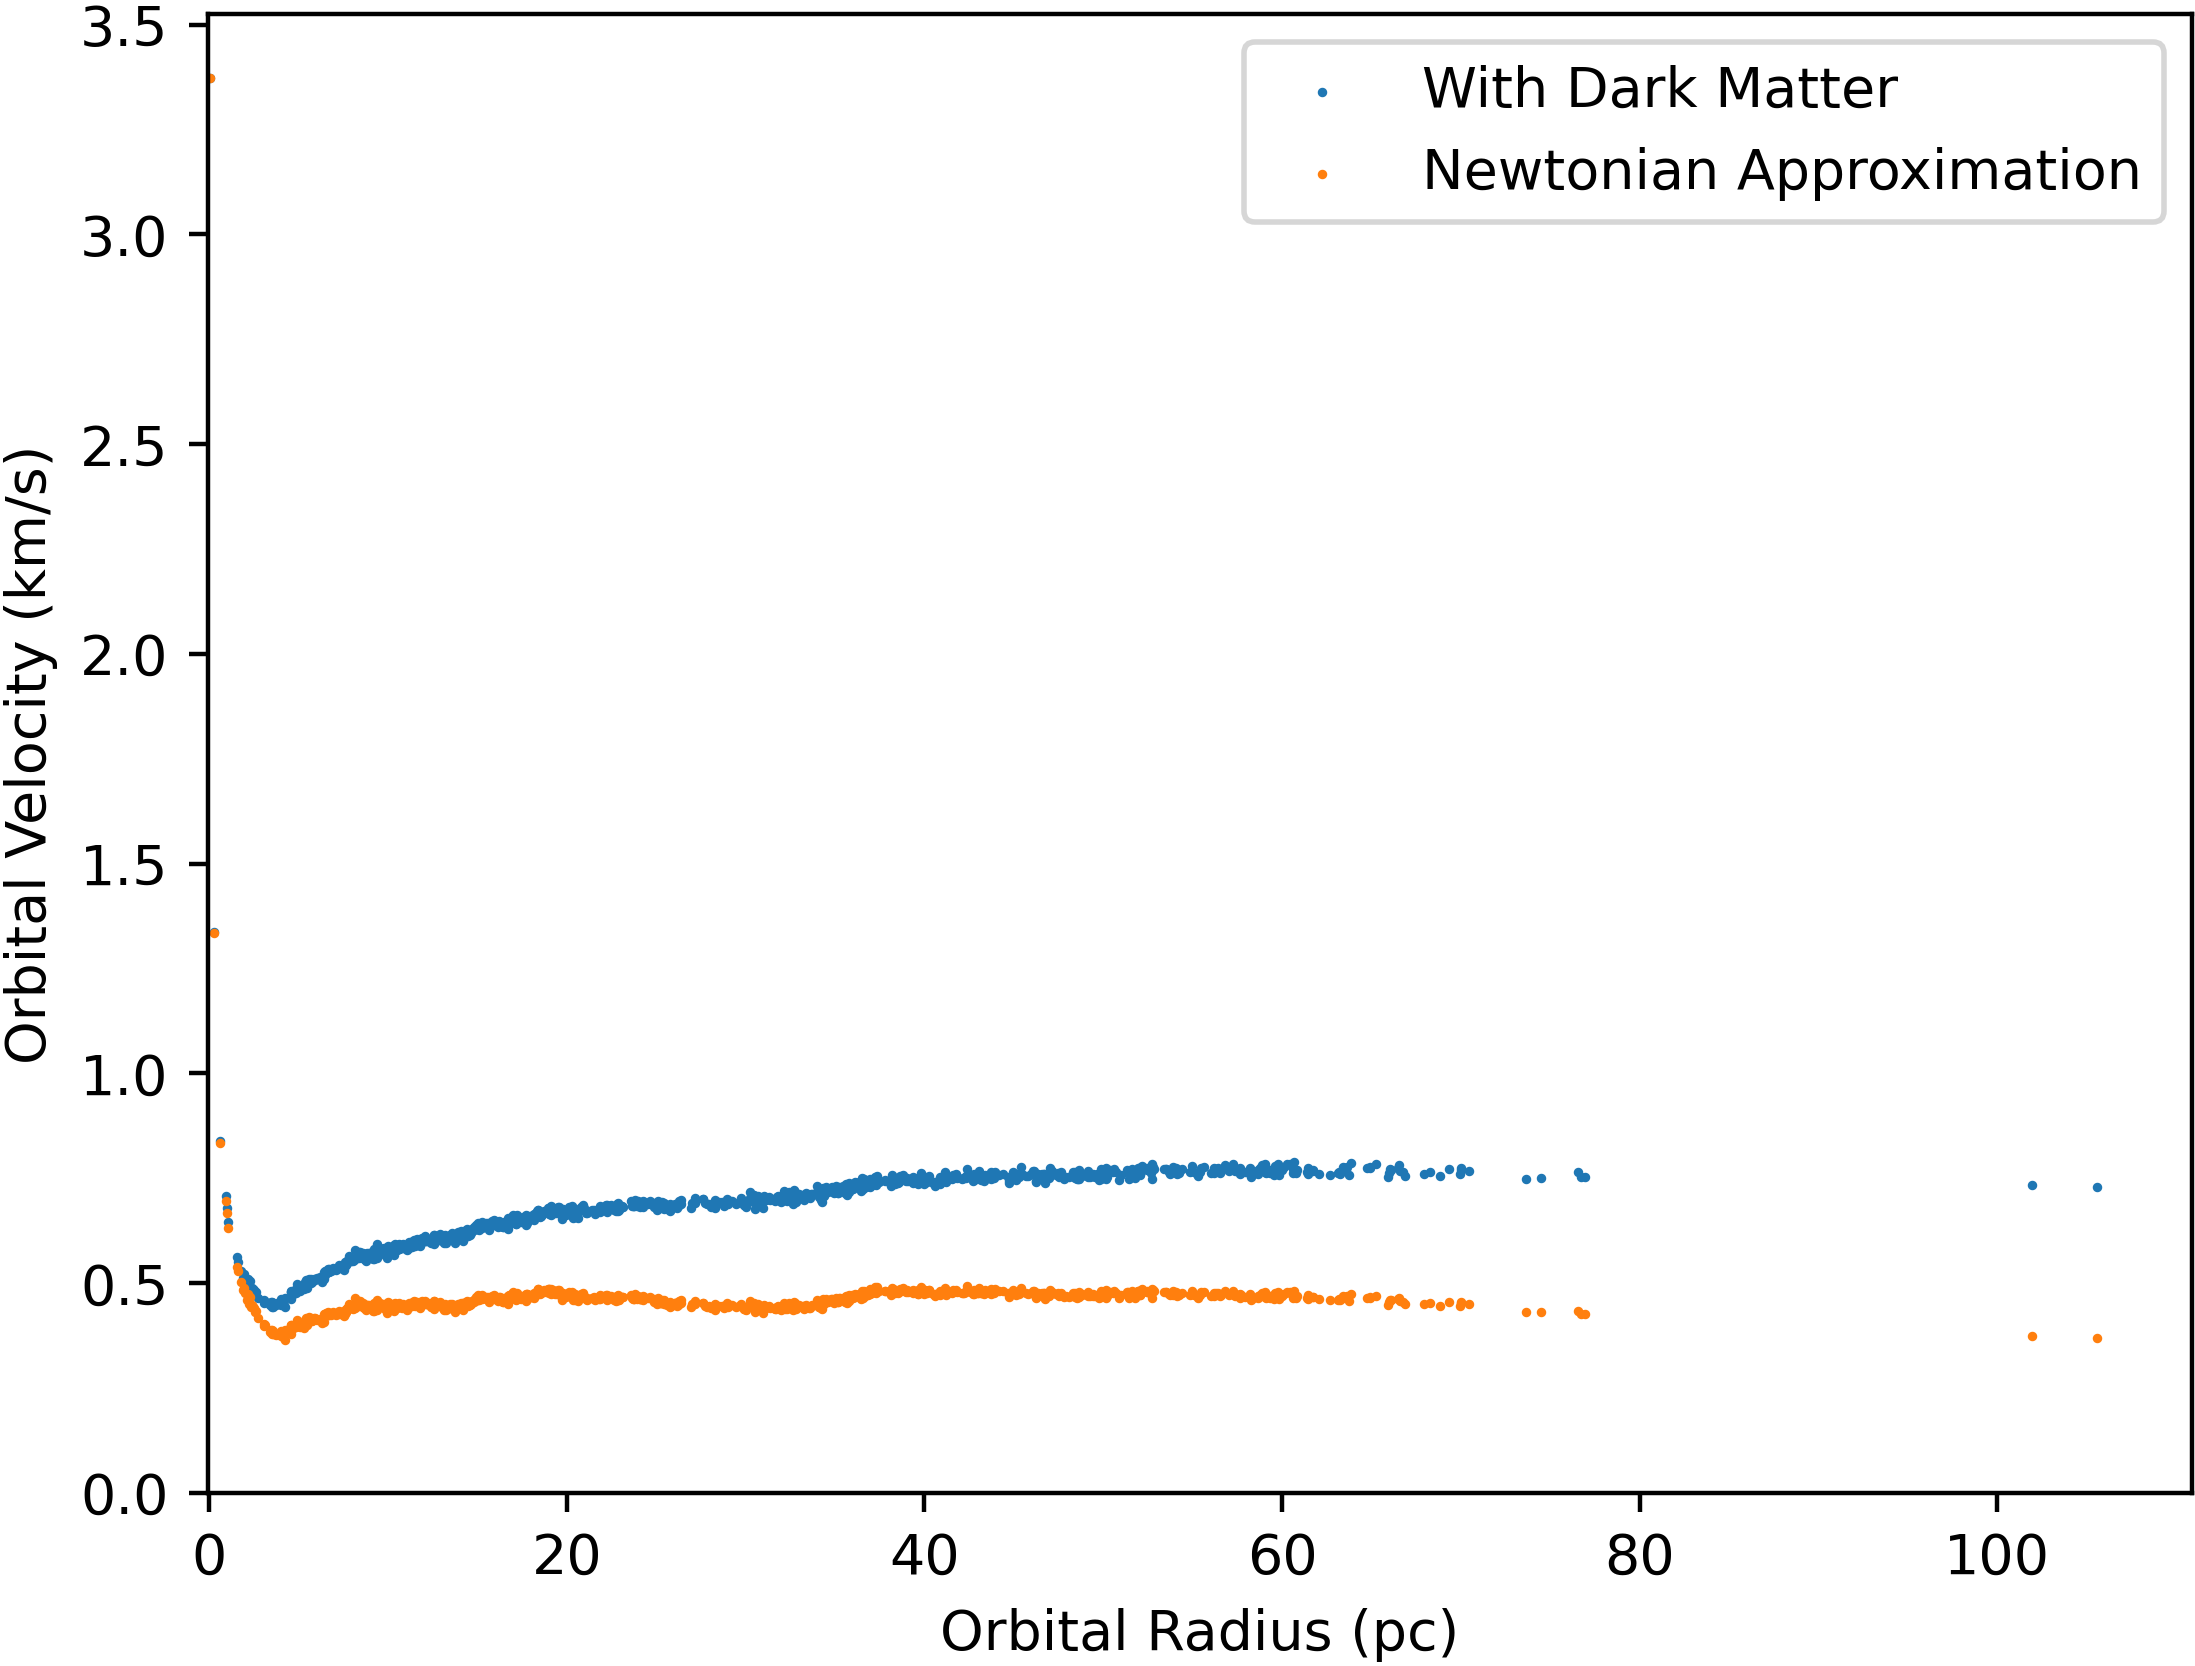 3.5
3.0
2.5
2.0
1.5
1.0
0.5
0.0
Orbital Velocity (km/s)
With Dark Matter
Newtonian Approximation
0 20 40 60 80 100
Orbital Radius (pc)